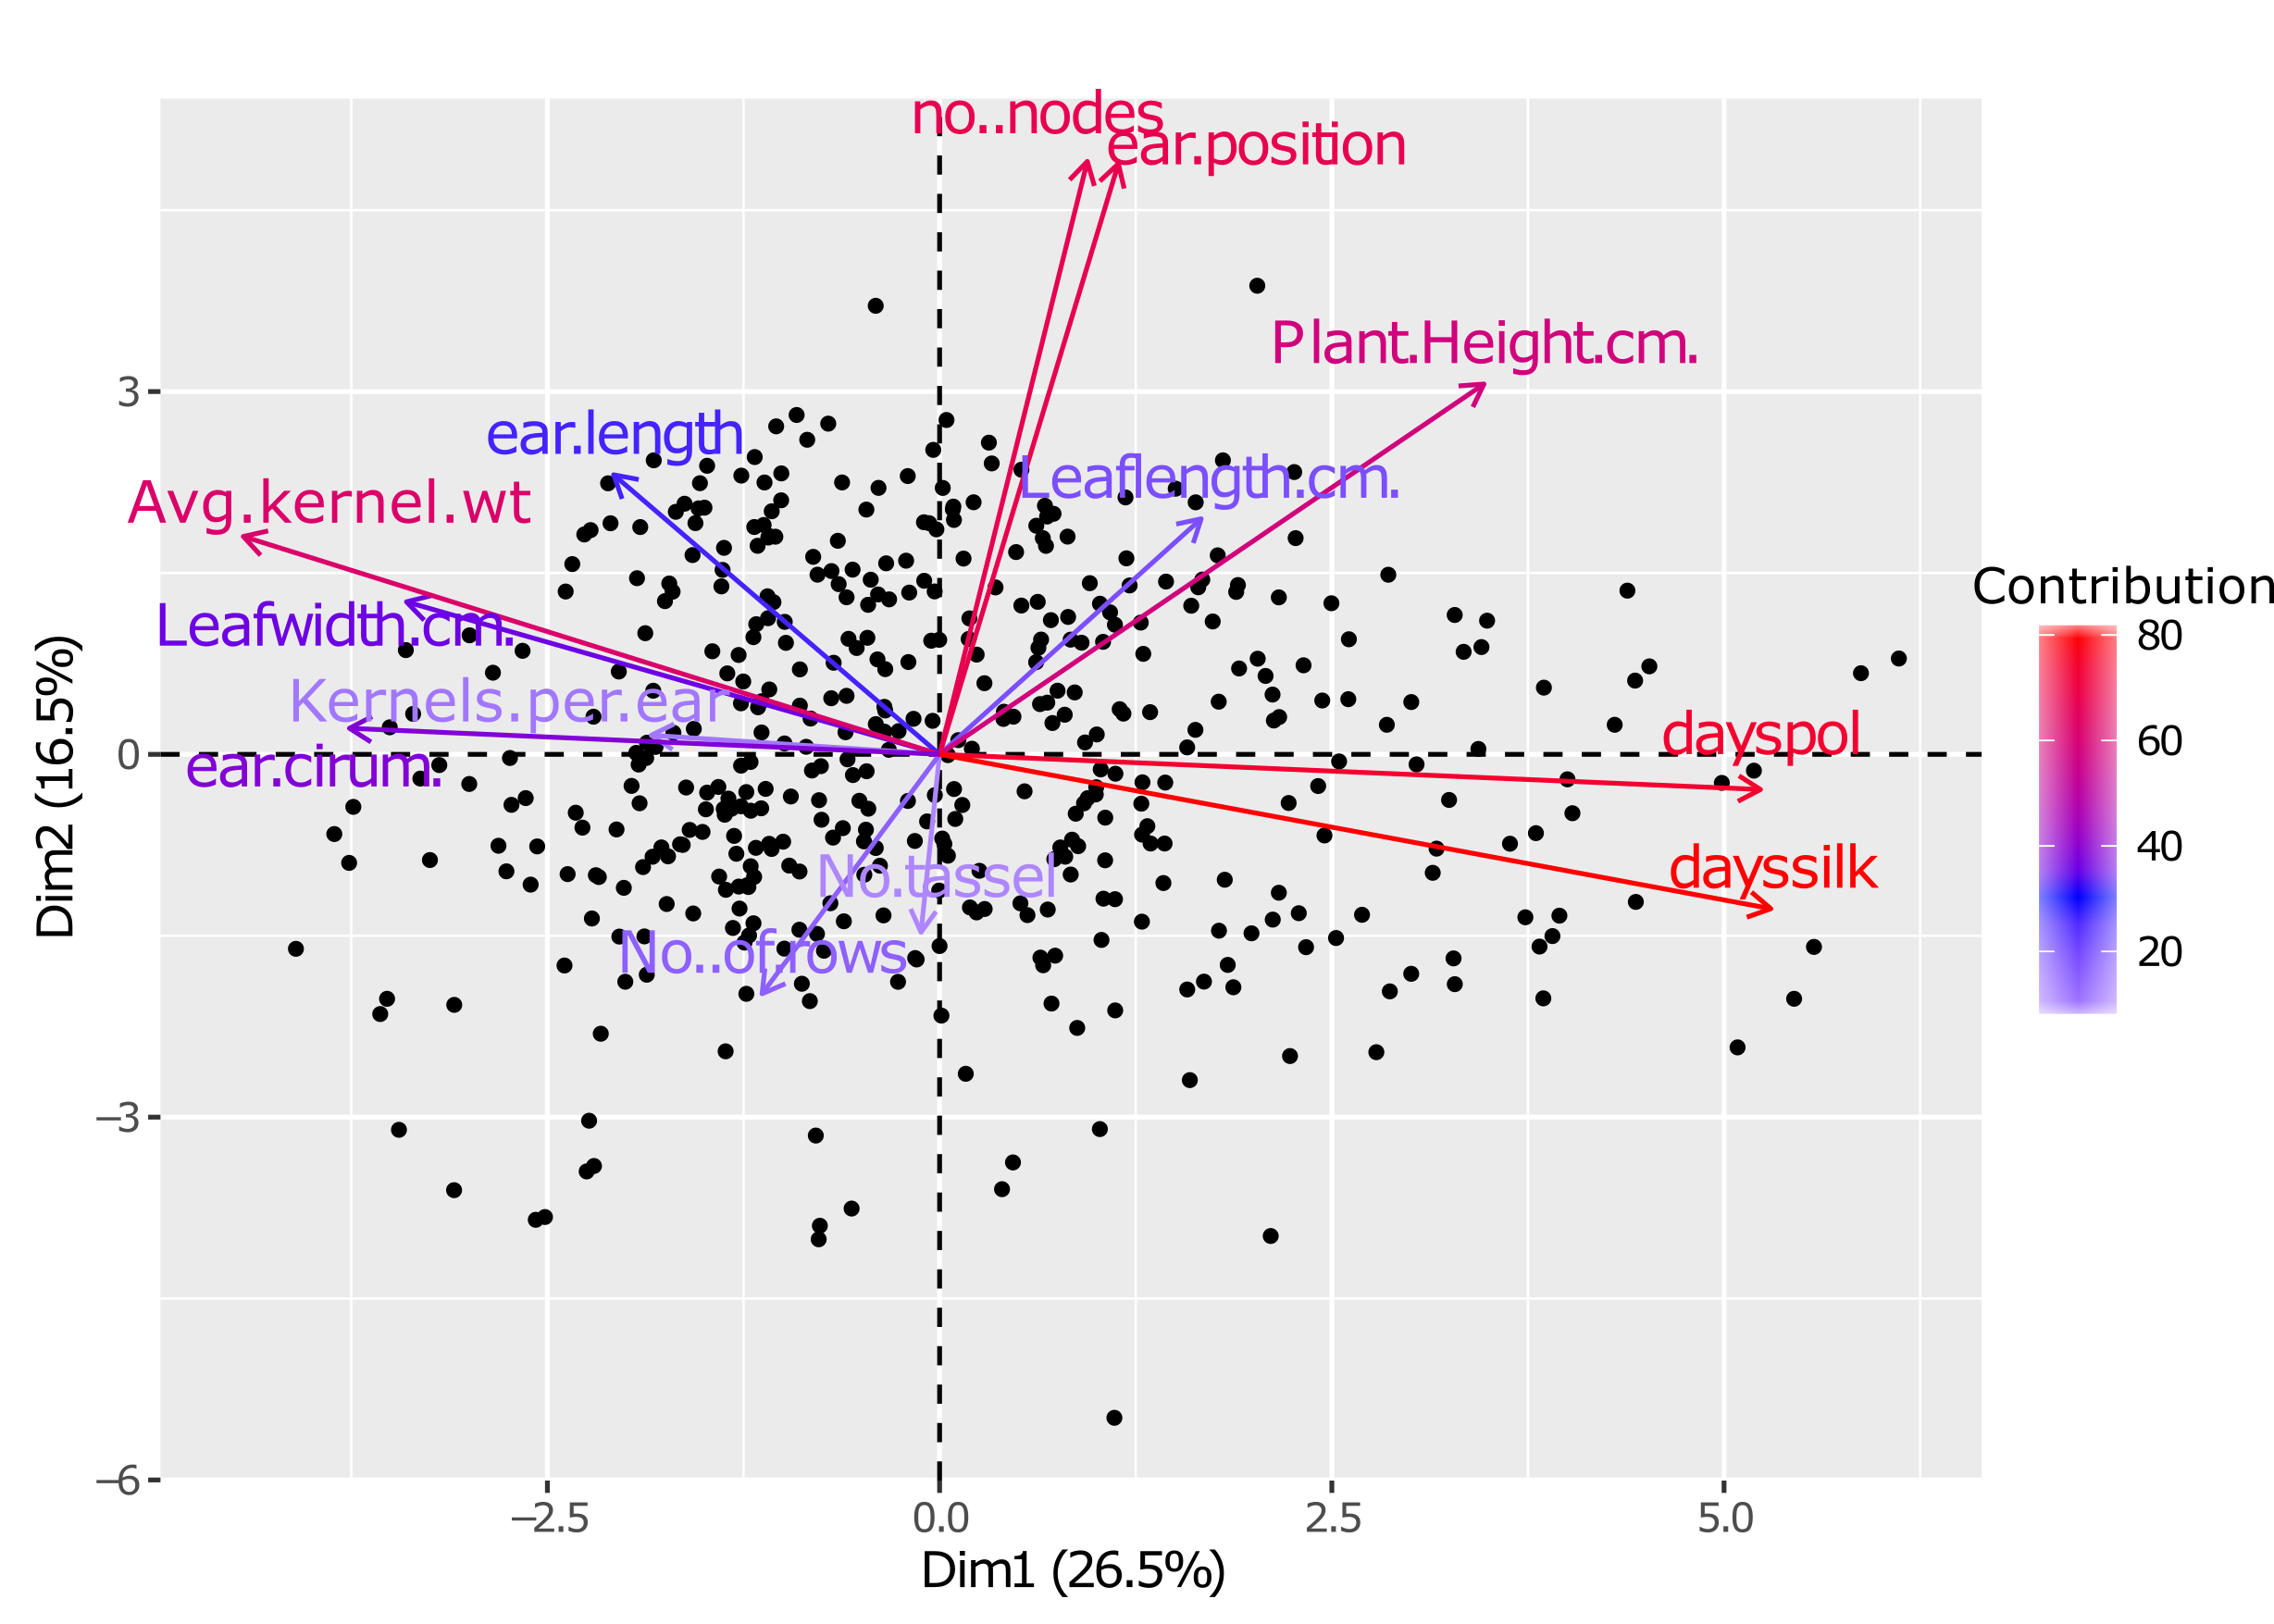 no..nodes
ear.position
Plant.Height.cm.
ear.length
Leaflength.cm.
Avg.kernel.wt
Leafwidth.cm.
Kernels.per.ear
ear.cirum.
dayspol
dayssilk
No.tassel
No..of.rows
Contribution
80
60
40
20
3
0
−3
−6
Dim2 (16.5%)
−2.5
0.0
2.5
5.0
Dim1 (26.5%)